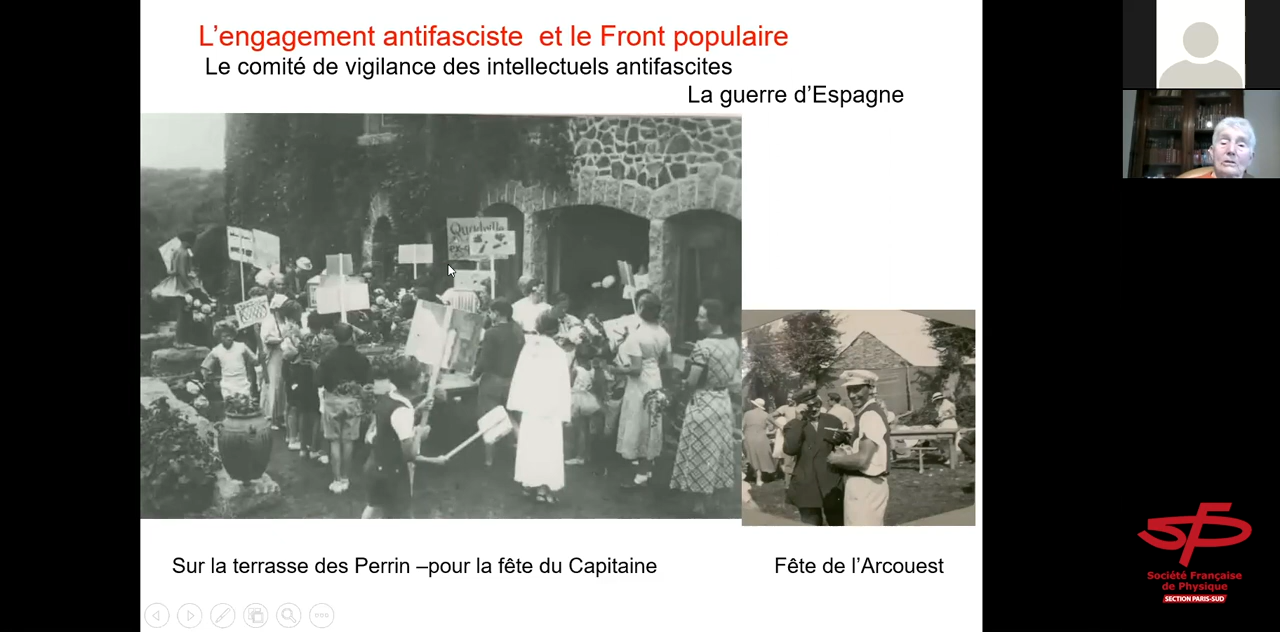 L'engagement antifasciste et le Front populaire
Le comité de vigilance des intellectuels antifascites
La guerre d'Espagne
Sur la terrasse des Perrin –pour la fête du Capitaine
Fête de l'Arcouest
SFP
Société Française
de Physique
SECTION PARIS-SUD